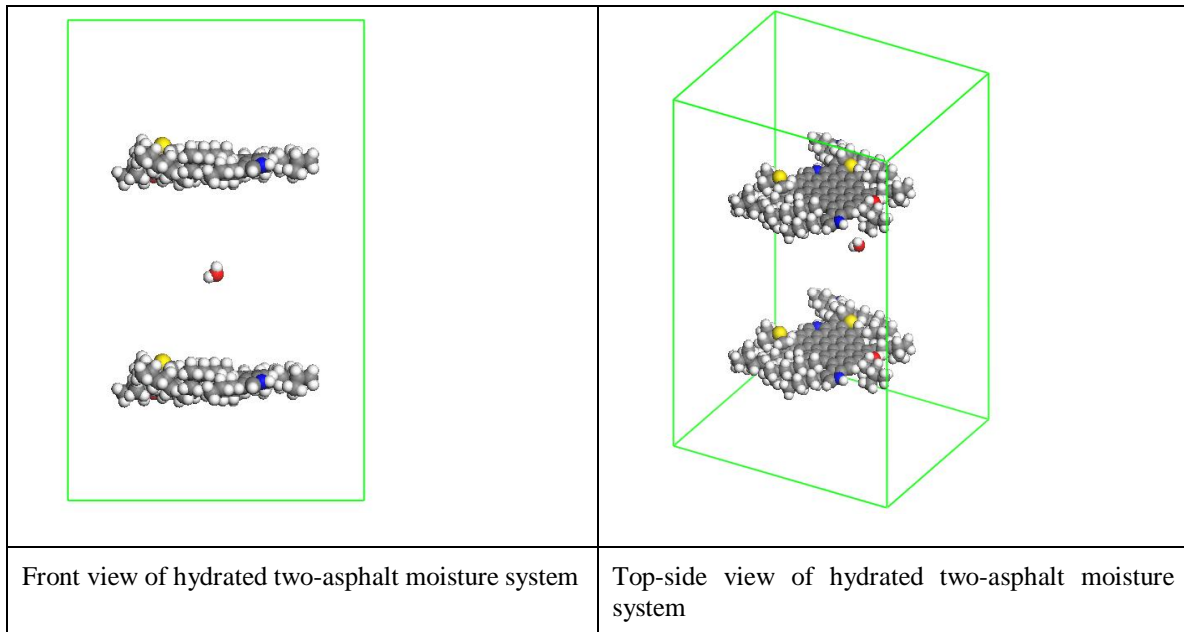 Front view of hydrated two-asphalt moisture system
Top-side view of hydrated two-asphalt moisture
system